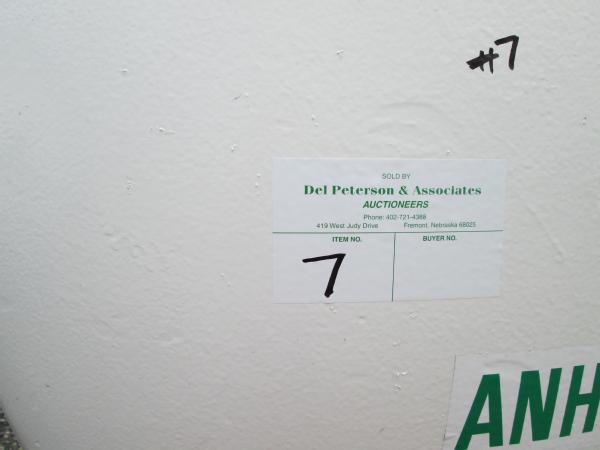 #7
SOLD BY
Del Peterson & Associates
AUCTIONEERS
Phone: 402-721-4388
419 West Judy Drive Fremont, Nebraska 68025
ITEM NO. BUYER NO.
7
ANH